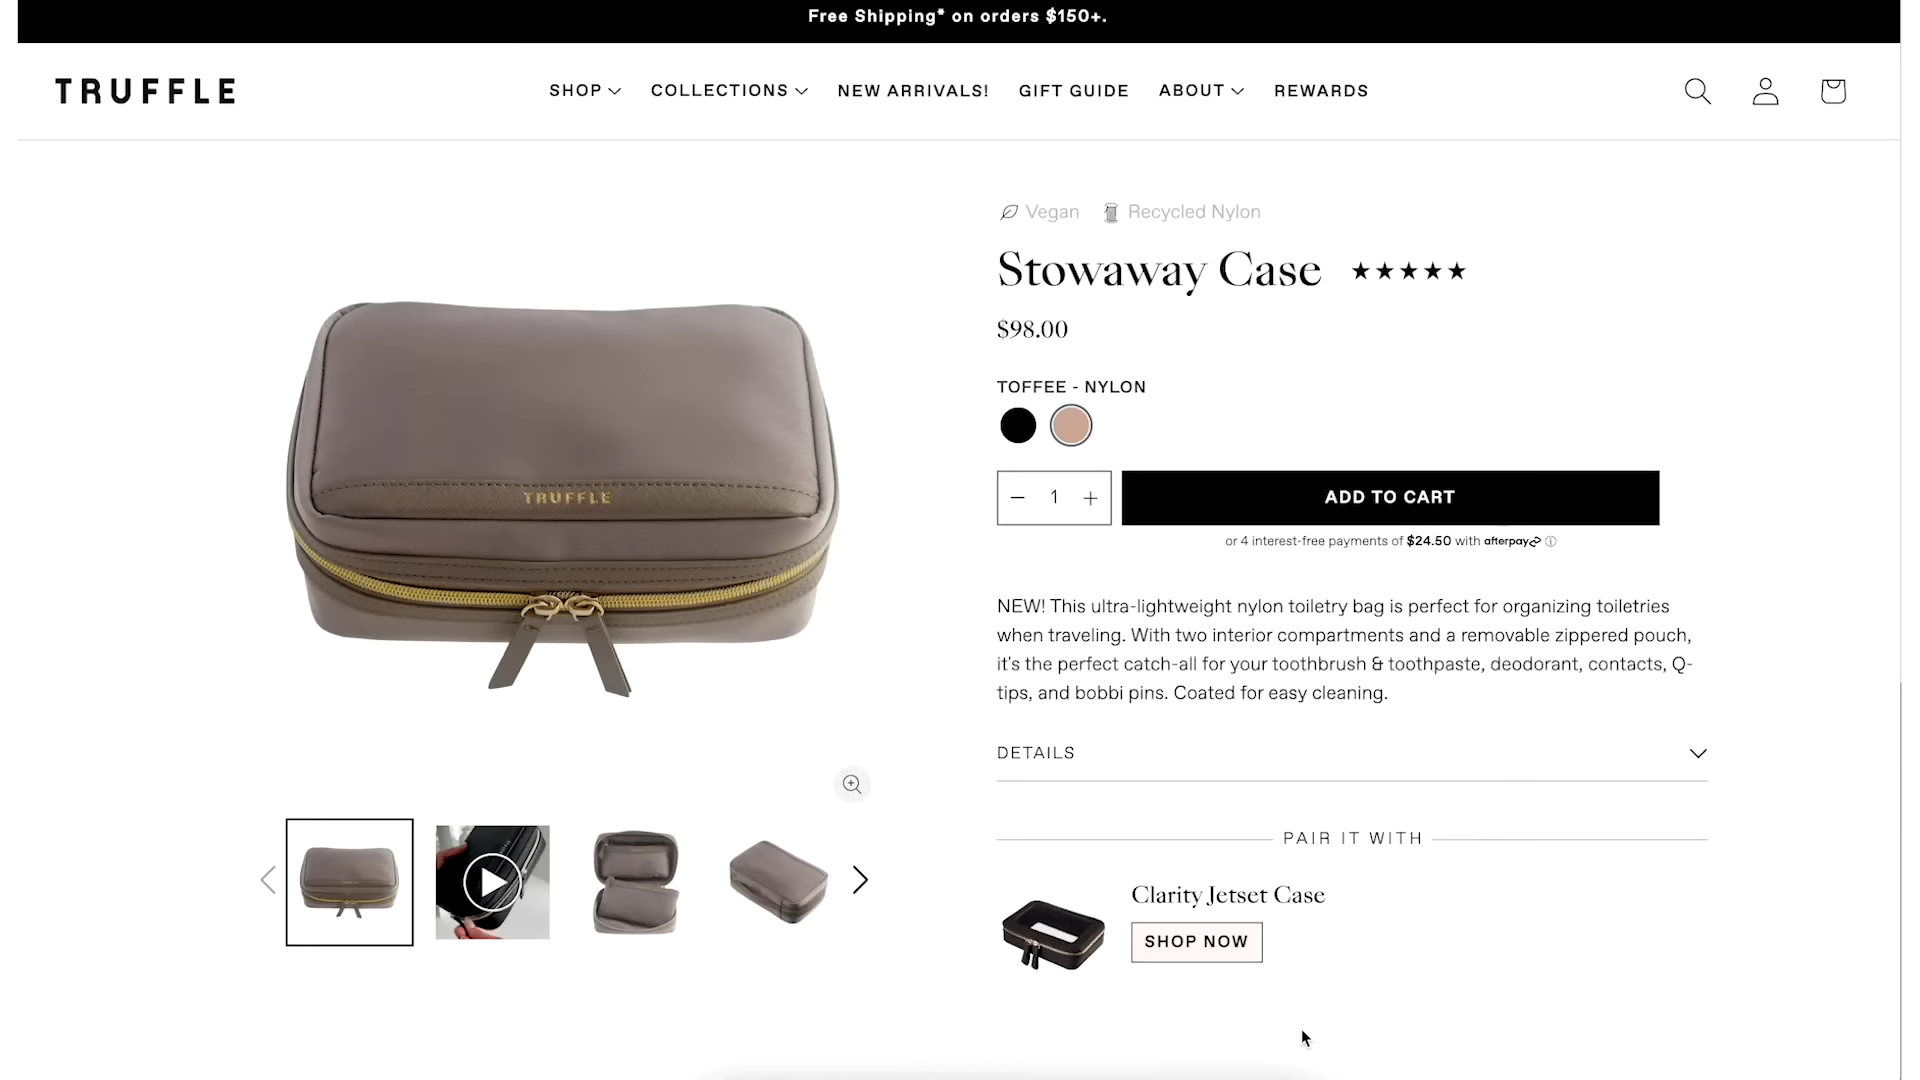 Free Shipping* on orders $150+.
TRUFFLE
SHOP
COLLECTIONS
NEW ARRIVALS!
GIFT GUIDE
ABOUT
REWARDS
Vegan
Recycled Nylon
Stowaway Case
★★★★★
$98.00
TOFFEE - NYLON
− 1 +
ADD TO CART
or 4 interest-free payments of $24.50 with afterpay
NEW! This ultra-lightweight nylon toiletry bag is perfect for organizing toiletries
when traveling. With two interior compartments and a removable zippered pouch,
it's the perfect catch-all for your toothbrush & toothpaste, deodorant, contacts, Q-
tips, and bobbi pins. Coated for easy cleaning.
DETAILS
PAIR IT WITH
Clarity Jetset Case
SHOP NOW
TRUFFLE